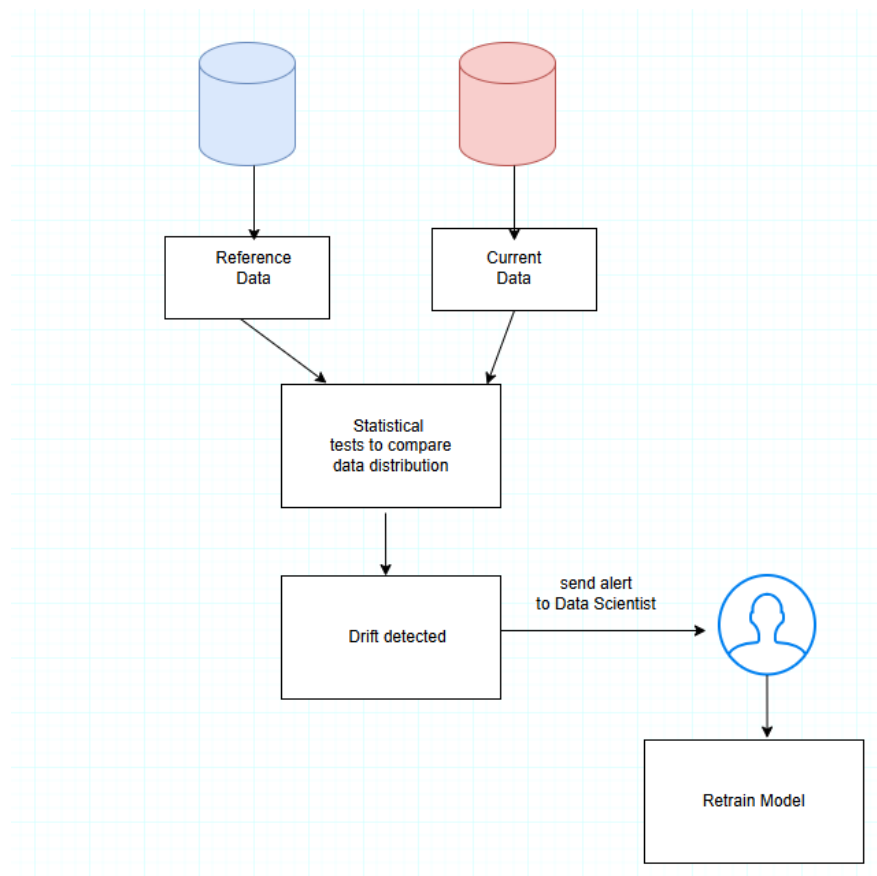 Reference
Data
Current
Data
Statistical
tests to compare
data distribution
Drift detected
send alert
to Data Scientist
Retrain Model